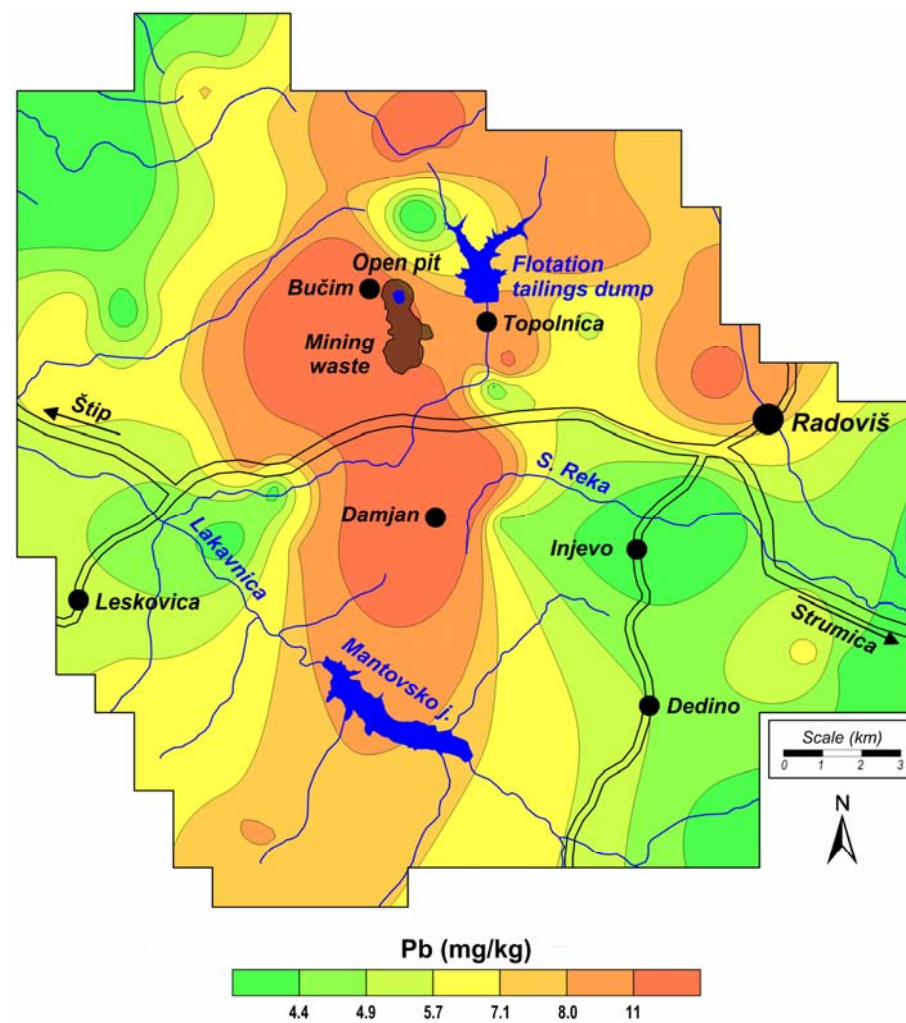 Open pit
Bučim
Flotation
tailings dump
Mining
waste
Topolnica
Štip
Radoviš
S. Reka
Damjan
Injevo
Lakavnica
Leskovica
Strumica
Mantovsko j.
Dedino
Scale (km)
0 1 2 3
N
Pb (mg/kg)
4.4 4.9 5.7 7.1 8.0 11